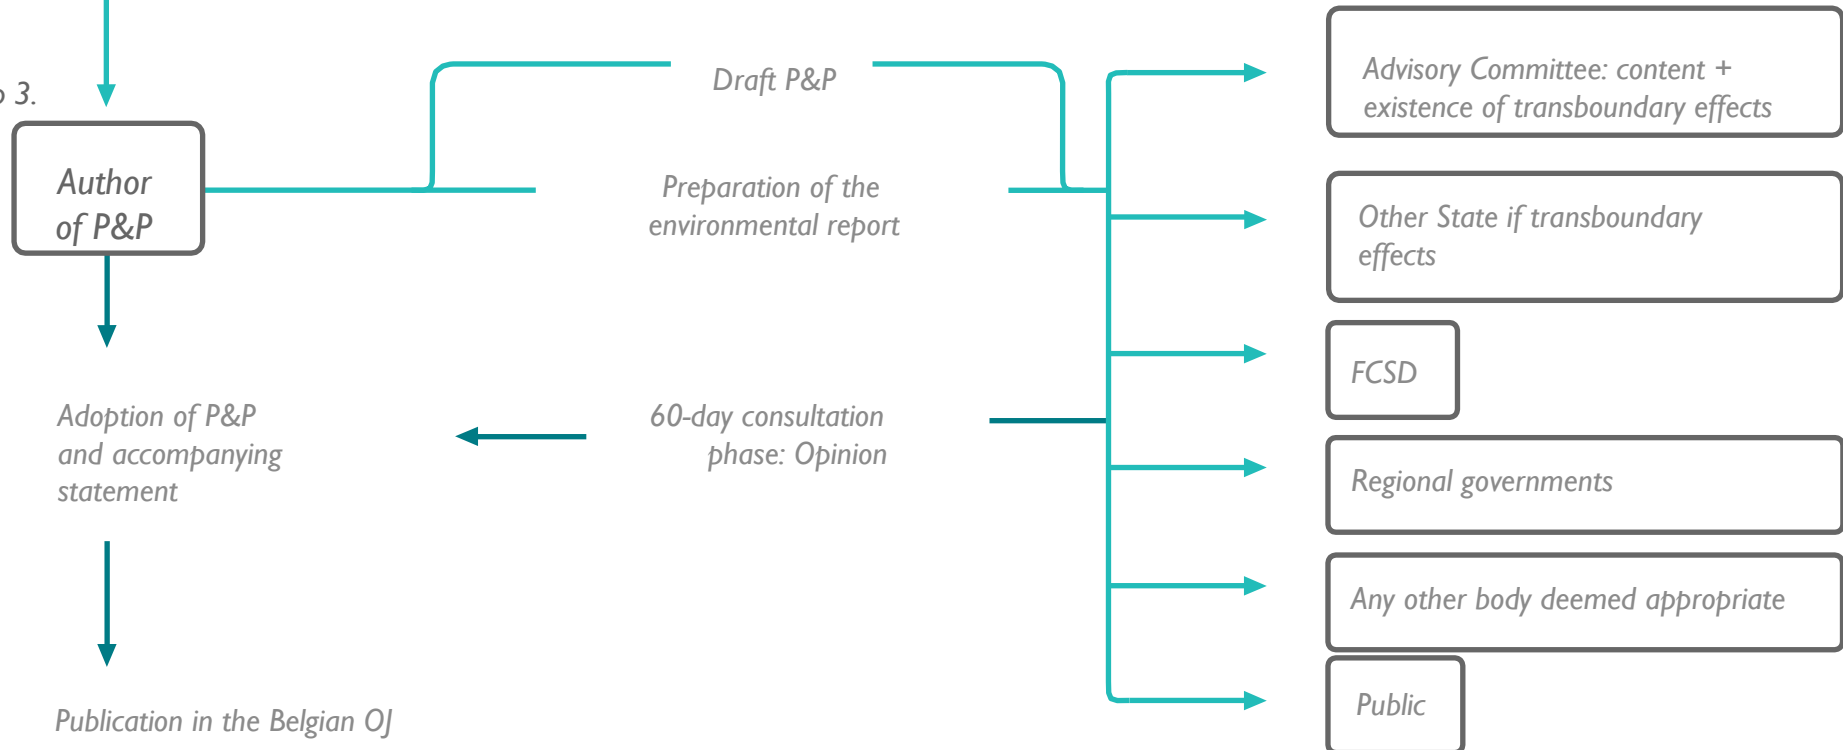 3.
Author
of P&P
Draft P&P
Preparation of the
environmental report
Advisory Committee: content +
existence of transboundary effects
Other State if transboundary
effects
FCSD
Regional governments
Any other body deemed appropriate
Public
60-day consultation
phase: Opinion
Adoption of P&P
and accompanying
statement
Publication in the Belgian OJ